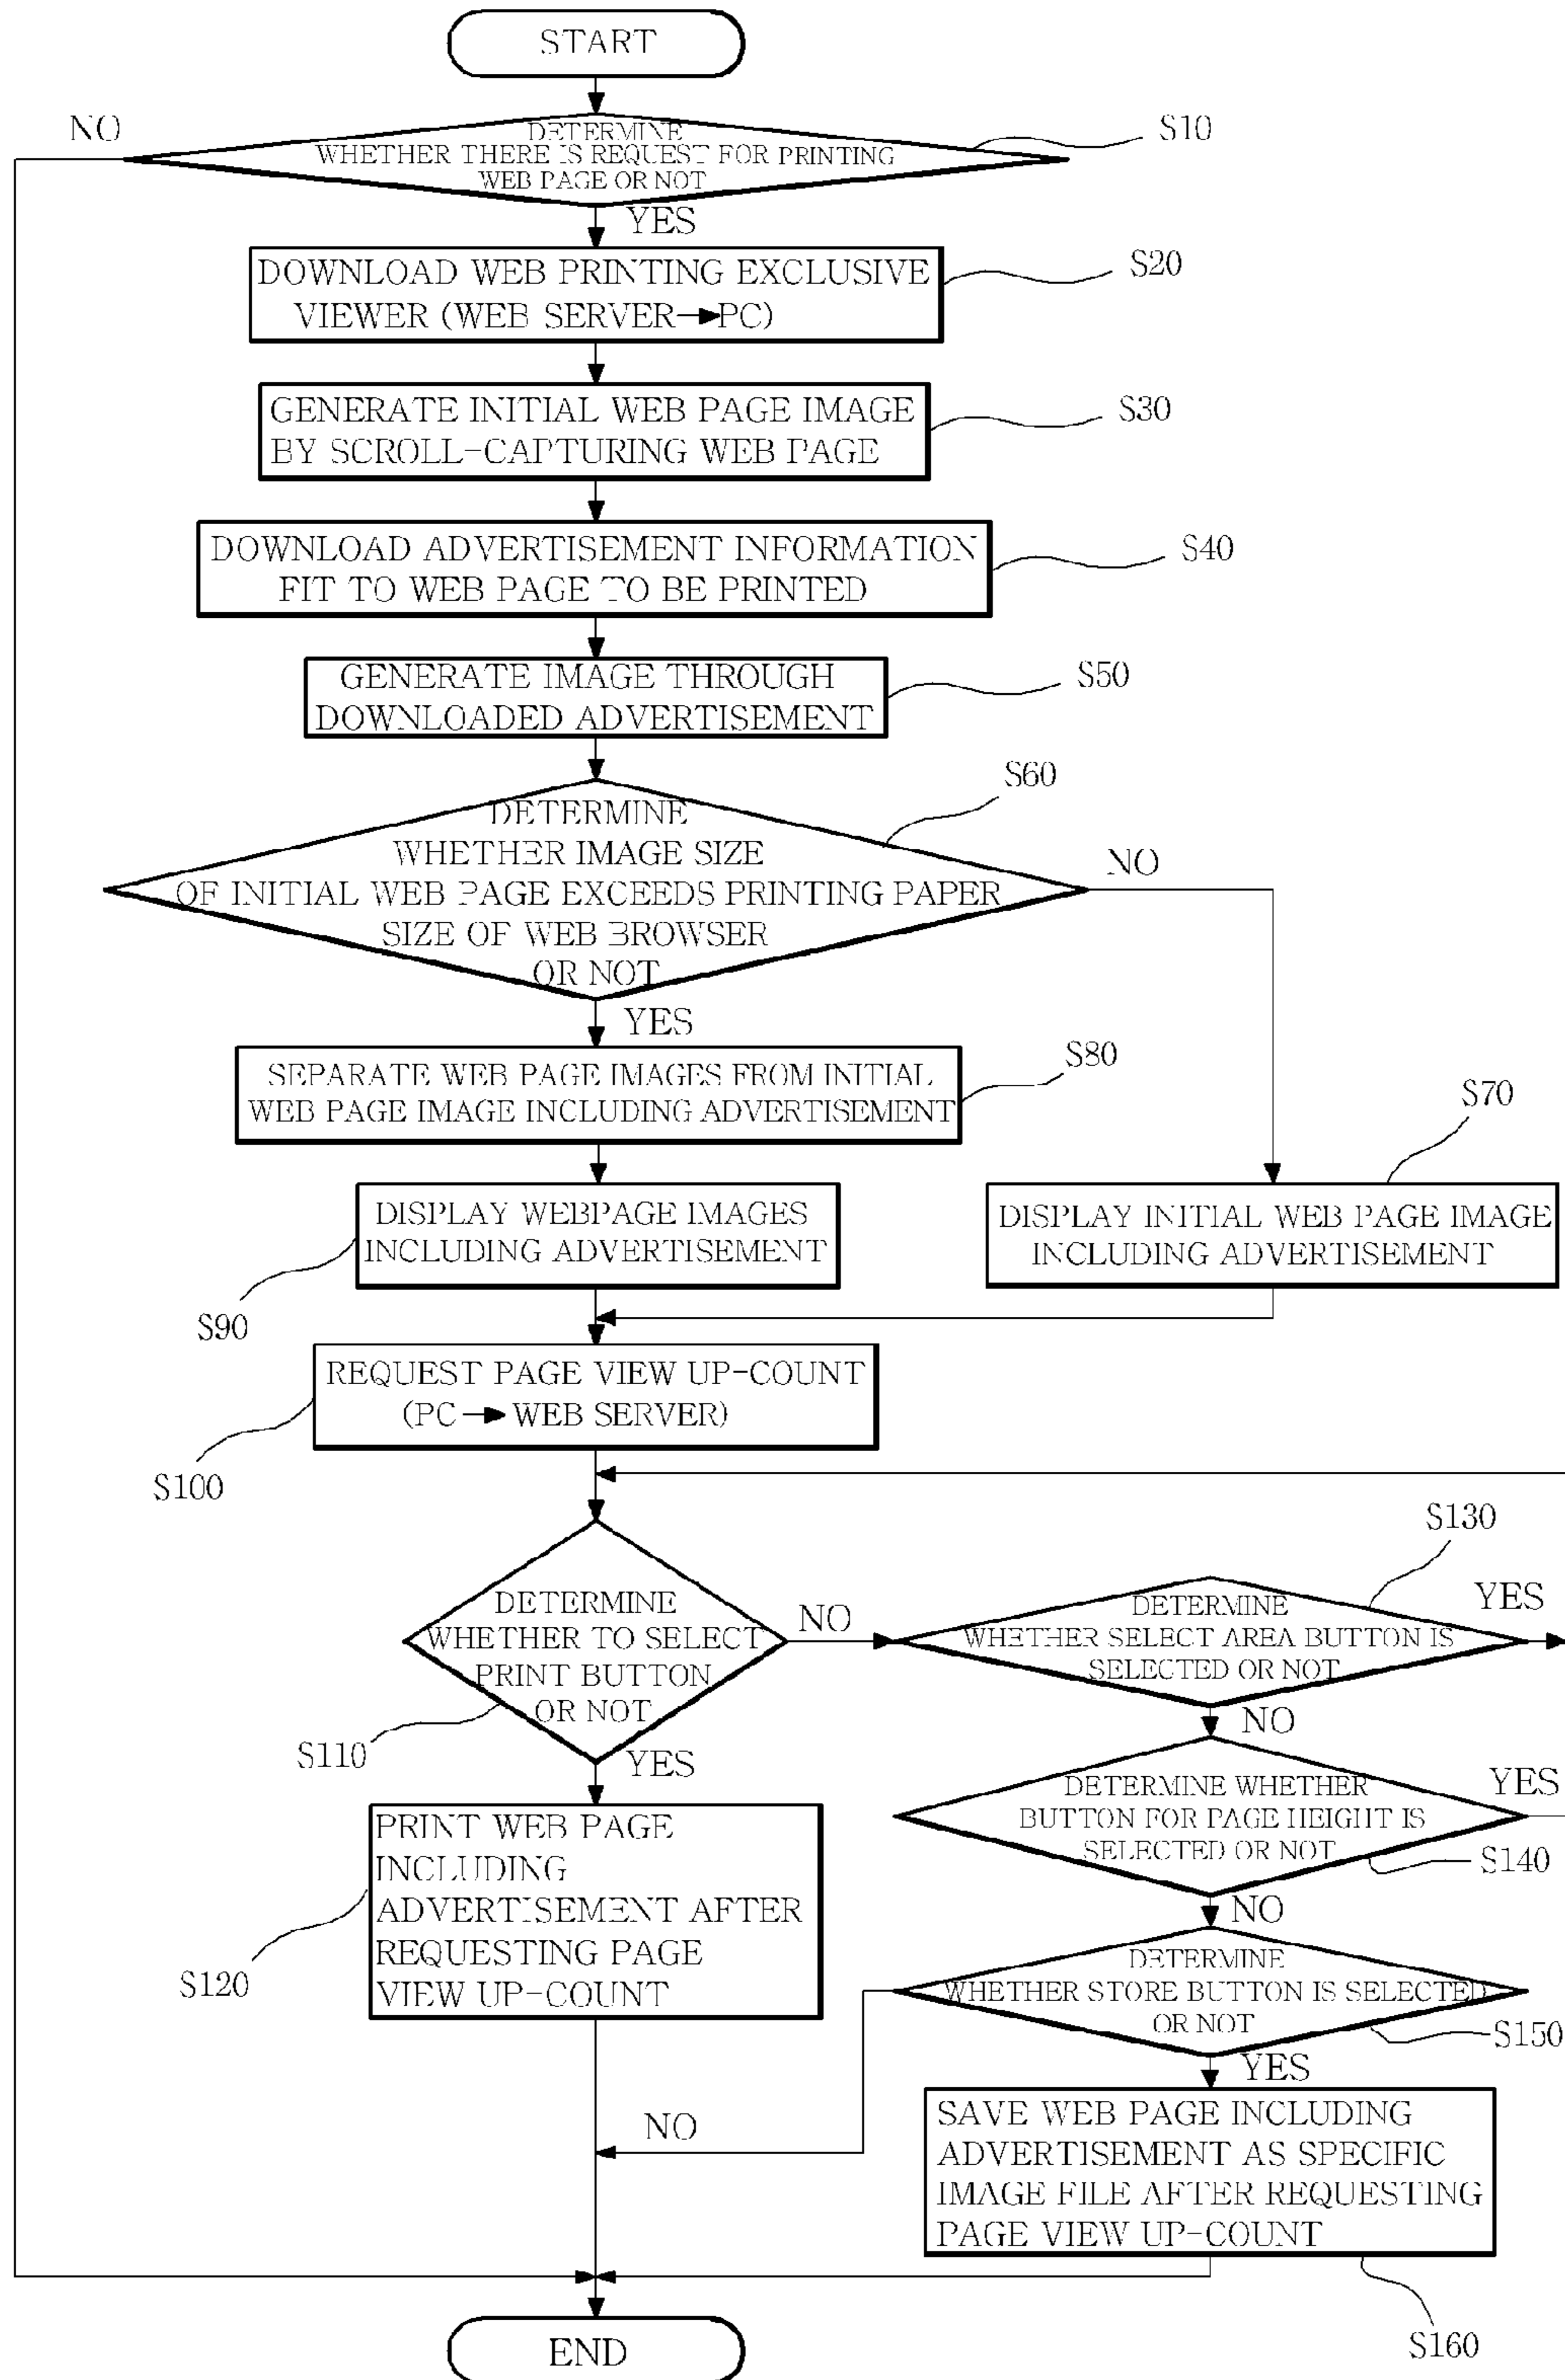 START
NO
DETERMINE
WHETHER THERE IS REQUEST FOR PRINTING
WEB PAGE OR NOT
S10
YES
DOWNLOAD WEB PRINTING EXCLUSIVE
VIEWER (WEB SERVER→PC)
S20
GENERATE INITIAL WEB PAGE IMAGE
BY SCROLL-CAPTURING WEB PAGE
S30
DOWNLOAD ADVERTISEMENT INFORMATION
FIT TO WEB PAGE TO BE PRINTED
S40
GENERATE IMAGE THROUGH
DOWNLOADED ADVERTISEMENT
S50
S60
DETERMINE
WHETHER IMAGE SIZE
OF INITIAL WEB PAGE EXCEEDS PRINTING PAPER
SIZE OF WEB BROWSER
OR NOT
NO
YES
SEPARATE WEB PAGE IMAGES FROM INITIAL
WEB PAGE IMAGE INCLUDING ADVERTISEMENT
S80
S70
DISPLAY WEBPAGE IMAGES
INCLUDING ADVERTISEMENT
S90
DISPLAY INITIAL WEB PAGE IMAGE
INCLUDING ADVERTISEMENT
REQUEST PAGE VIEW UP-COUNT
(PC→WEB SERVER)
S100
DETERMINE
WHETHER TO SELECT
PRINT BUTTON
OR NOT
S110
NO
YES
S130
DETERMINE
WHETHER SELECT AREA BUTTON IS
SELECTED OR NOT
YES
NO
DETERMINE WHETHER
BUTTON FOR PAGE HEIGHT IS
SELECTED OR NOT
YES
S140
NO
PRINT WEB PAGE
INCLUDING
ADVERTISEMENT AFTER
REQUESTING PAGE
VIEW UP-COUNT
S120
DETERMINE
WHETHER STORE BUTTON IS SELECTED
OR NOT
S150
YES
NO
SAVE WEB PAGE INCLUDING
ADVERTISEMENT AS SPECIFIC
IMAGE FILE AFTER REQUESTING
PAGE VIEW UP-COUNT
S160
END